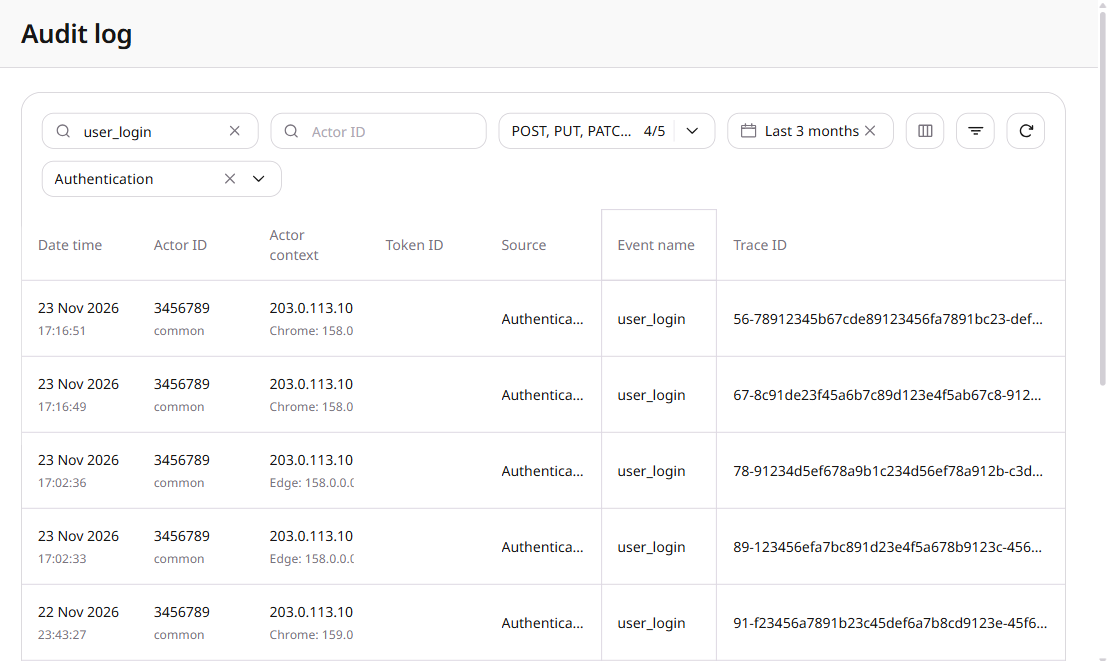 Audit log
user_login
Actor ID
POST, PUT, PATC... 4/5
Last 3 months
Authentication
Date time Actor ID Actor context Token ID Source Event name Trace ID
23 Nov 2026 3456789 203.0.113.10
17:16:51 common Chrome: 158.0
Authentica... user_login 56-78912345b67cde89123456fa7891bc23-def...
23 Nov 2026 3456789 203.0.113.10
17:16:49 common Chrome: 158.0
Authentica... user_login 67-8c91de23f45a6b7c89d123e4f5ab67c8-912...
23 Nov 2026 3456789 203.0.113.10
17:02:36 common Edge: 158.0.0.0
Authentica... user_login 78-91234d5ef678a9b1c234d56ef78a912b-c3d...
23 Nov 2026 3456789 203.0.113.10
17:02:33 common Edge: 158.0.0.0
Authentica... user_login 89-123456efa7bc891d23e4f5a678b9123c-456...
22 Nov 2026 3456789 203.0.113.10
23:43:27 common Chrome: 159.0
Authentica... user_login 91-f23456a7891b23c45def6a7b8cd9123e-45f6...